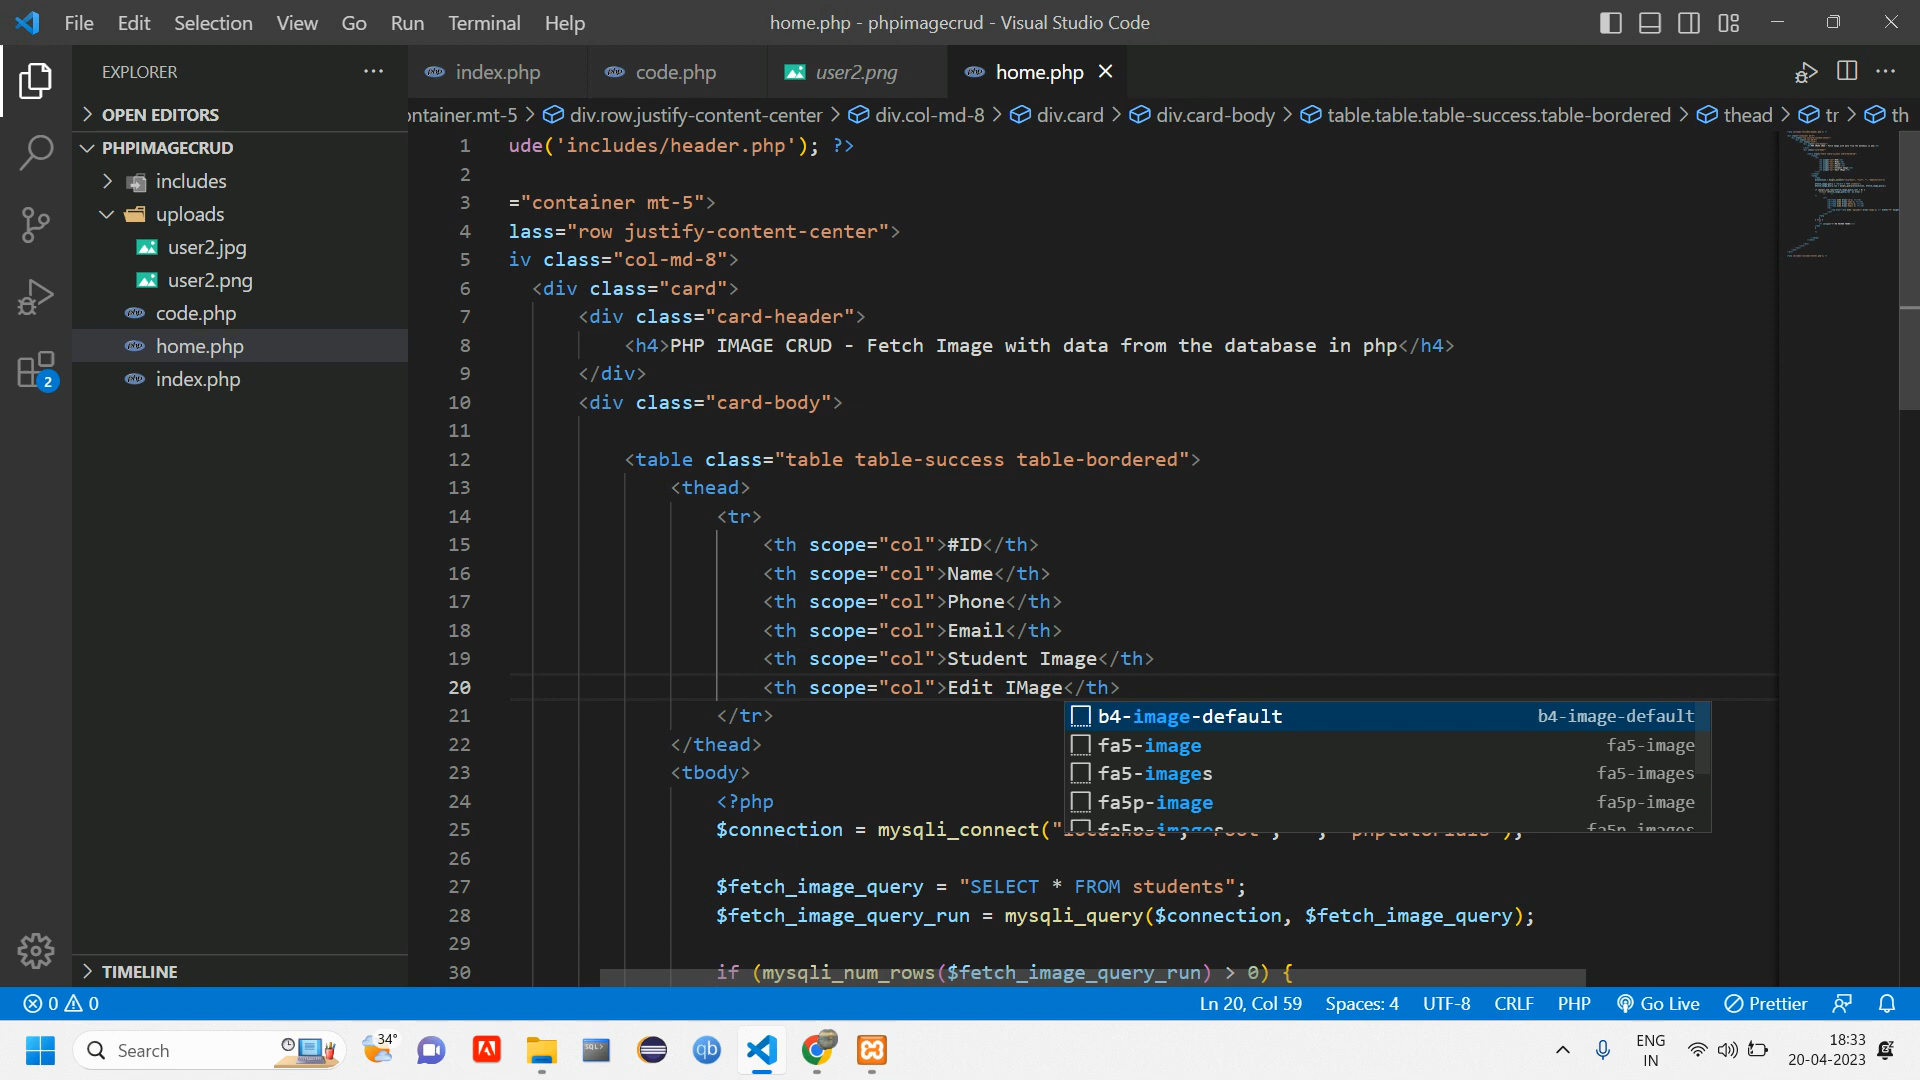 File Edit Selection View Go Run Terminal Help
home.php - phpimagecrud - Visual Studio Code
EXPLORER
OPEN EDITORS
PHPIMAGECRUD
includes
uploads
user2.jpg
user2.png
code.php
home.php
index.php
TIMELINE
2
index.php code.php user2.png home.php
ntainer.mt-5 > div.row.justify-content-center > div.col-md-8 > div.card > div.card-body > table.table.table-success.table-bordered > thead > tr > th
1 ude('includes/header.php'); ?>
2
3 ="container mt-5">
4 lass="row justify-content-center">
5 iv class="col-md-8">
6 <div class="card">
7 <div class="card-header">
8 <h4>PHP IMAGE CRUD - Fetch Image with data from the database in php</h4>
9 </div>
10 <div class="card-body">
11
12 <table class="table table-success table-bordered">
13 <thead>
14 <tr>
15 <th scope="col">#ID</th>
16 <th scope="col">Name</th>
17 <th scope="col">Phone</th>
18 <th scope="col">Email</th>
19 <th scope="col">Student Image</th>
20 <th scope="col">Edit IMage</th>
21 </tr>
22 </thead>
23 <tbody>
24 <?php
25 $connection = mysqli_connect("
26
27 $fetch_image_query = "SELECT * FROM students";
28 $fetch_image_query_run = mysqli_query($connection, $fetch_image_query);
29
30 if (mysqli_num_rows($fetch_image_query_run) > 0) {
b4-image-default b4-image-default
fa5-image fa5-image
fa5-images fa5-images
fa5p-image fa5p-image
fa5p-images fa5p-images
0 0
Ln 20, Col 59 Spaces: 4 UTF-8 CRLF PHP Go Live Prettier
Search
34°
SQL>
qb
ENG
IN
18:33
20-04-2023